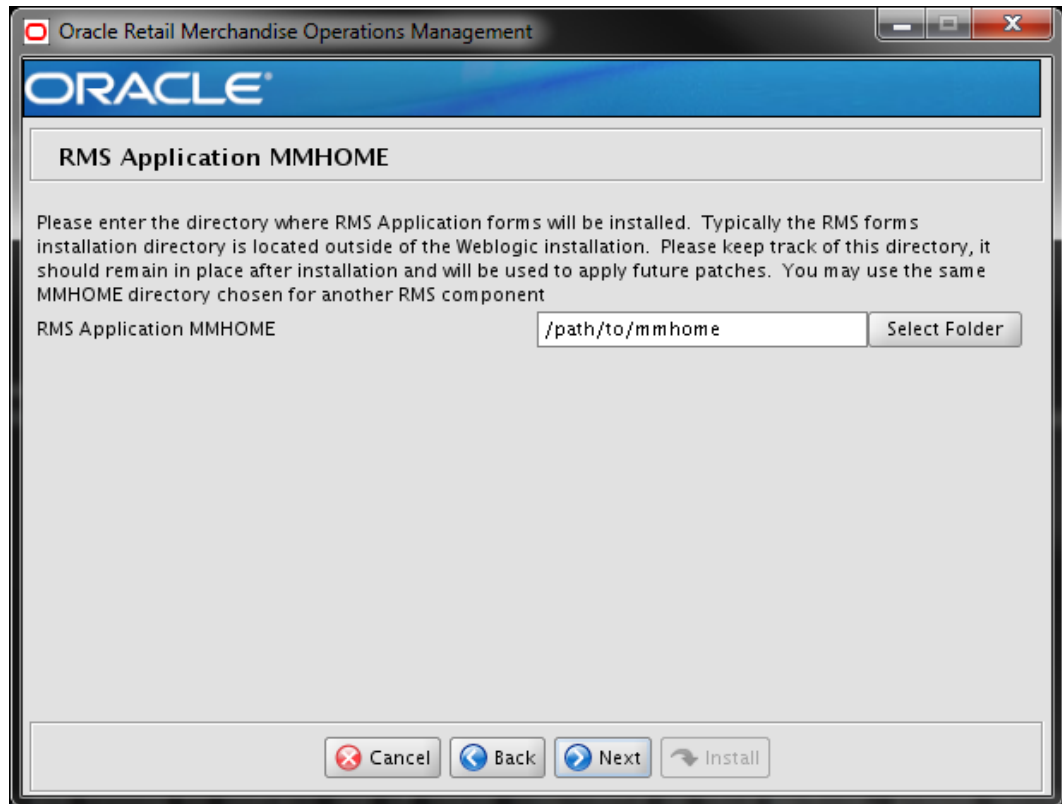 Oracle Retail Merchandise Operations Management
ORACLE®
RMS Application MMHOME
Please enter the directory where RMS Application forms will be installed.  Typically the RMS forms
installation directory is located outside of the Weblogic installation.  Please keep track of this directory, it
should remain in place after installation and will be used to apply future patches.  You may use the same
MMHOME directory chosen for another RMS component
RMS Application MMHOME /path/to/mmhome Select Folder
Cancel Back Next Install